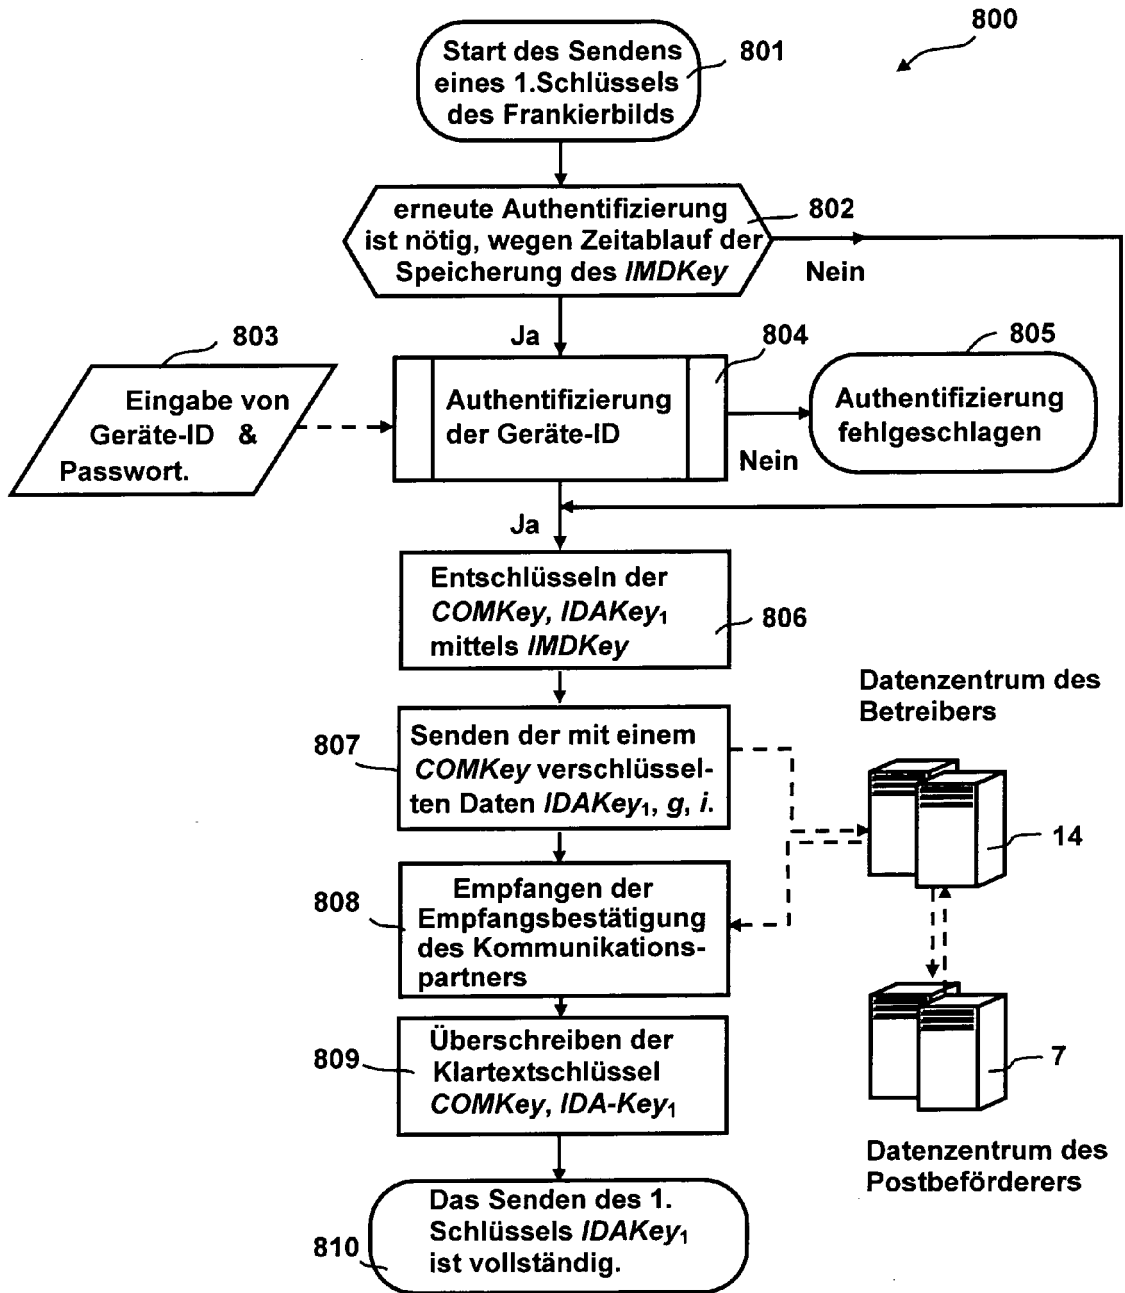 800
Start des Sendens
eines 1.Schlüssels
des Frankierbilds
801
erneute Authentifizierung
ist nötig, wegen Zeitablauf der
Speicherung des IMDKey
802
Nein
Ja
803
Eingabe von
Geräte-ID &
Passwort.
Authentifizierung
der Geräte-ID
804
Nein
805
Authentifizierung
fehlgeschlagen
Ja
Entschlüsseln der
COMKey, IDAKey₁
mittels IMDKey
806
807
Senden der mit einem
COMKey verschlüssel-
ten Daten IDAKey₁, g, i.
Datenzentrum des
Betreibers
14
808
Empfangen der
Empfangsbestätigung
des Kommunikations-
partners
809
Überschreiben der
Klartextschlüssel
COMKey, IDA-Key₁
7
Datenzentrum des
Postbeförderers
810
Das Senden des 1.
Schlüssels IDAKey₁
ist vollständig.